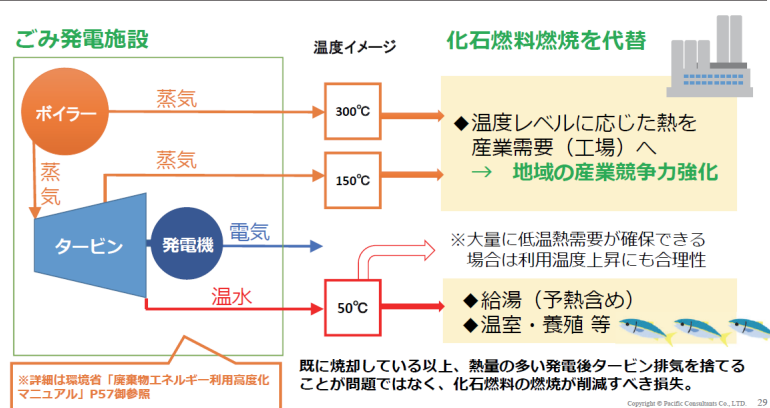 ごみ発電施設
温度イメージ
化石燃料燃焼を代替
ボイラー
蒸気
300℃
蒸気
蒸気
150℃
◆温度レベルに応じた熱を
産業需要（工場）へ
→ 地域の産業競争力強化
タービン
発電機
電気
※大量に低温熱需要が確保できる
場合は利用温度上昇にも合理性
温水
50℃
◆給湯（予熱含め）
◆温室・養殖 等
※詳細は環境省「廃棄物エネルギー利用高度化
マニュアル」P57御参照
既に焼却している以上、熱量の多い発電後タービン排気を捨てる
ことが問題ではなく、化石燃料の燃焼が削減すべき損失。
Copyright © Pacific Consultants Co., LTD. 29